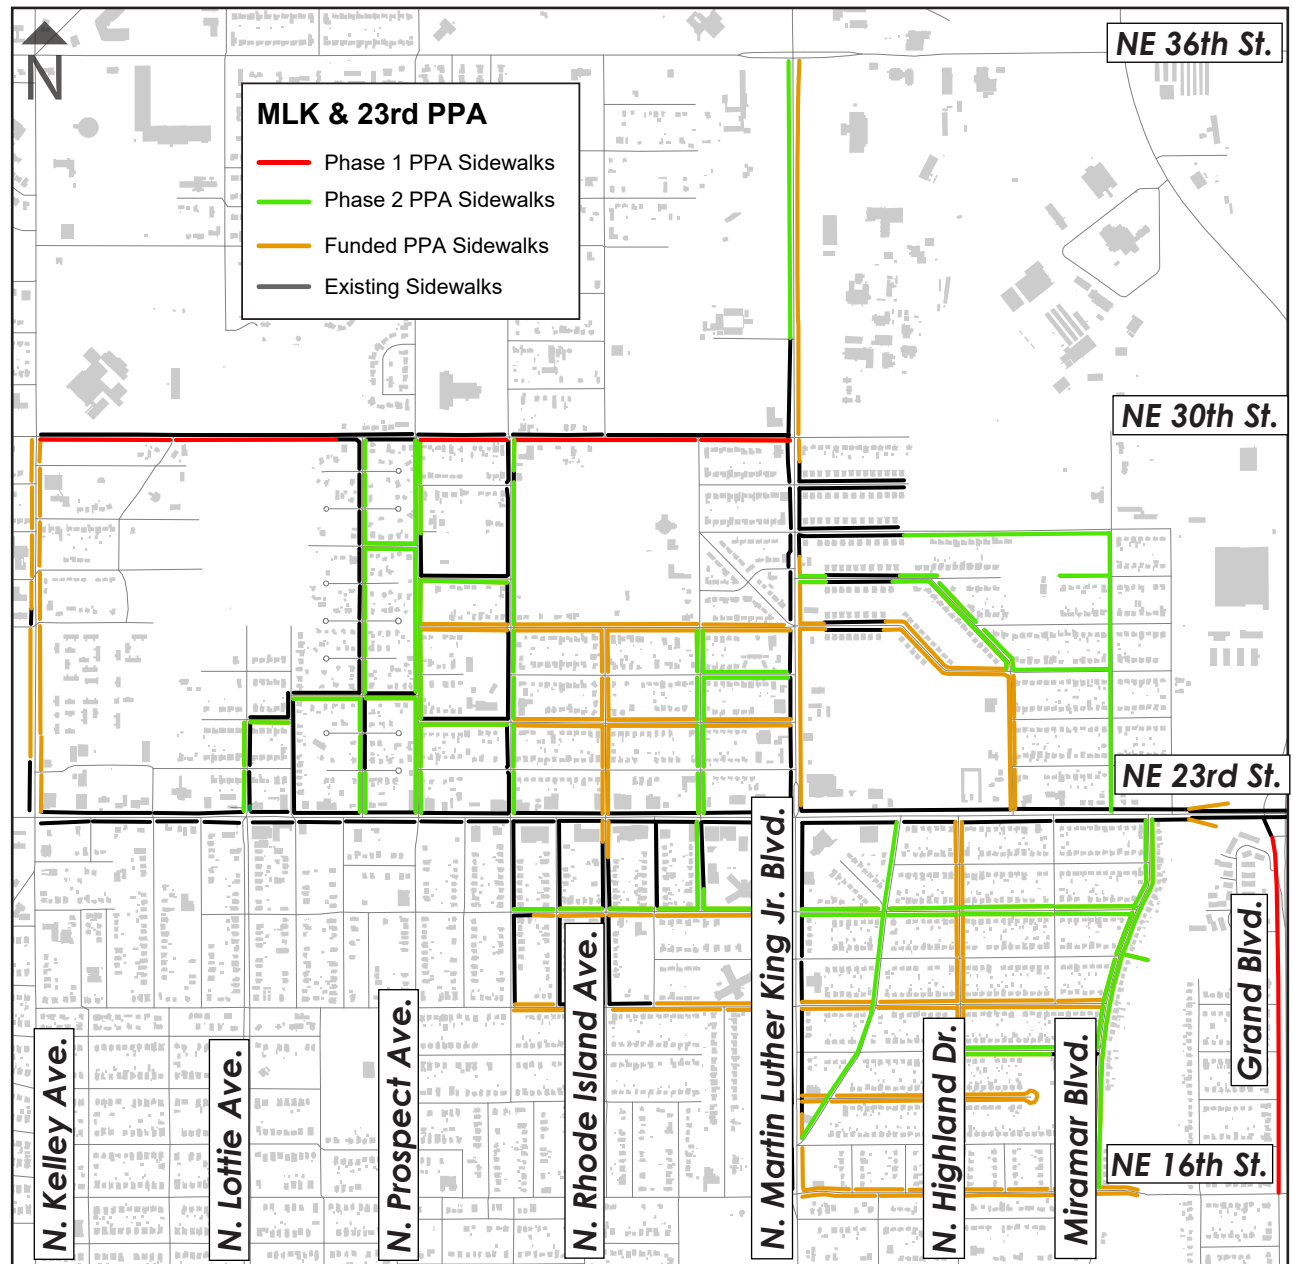 NE 36th St.
N
MLK & 23rd PPA
Phase 1 PPA Sidewalks
Phase 2 PPA Sidewalks
Funded PPA Sidewalks
Existing Sidewalks
NE 30th St.
NE 23rd St.
N. Kelley Ave.
N. Lottie Ave.
N. Prospect Ave.
N. Rhode Island Ave.
N. Martin Luther King Jr. Blvd.
N. Highland Dr.
Miramar Blvd.
Grand Blvd.
NE 16th St.